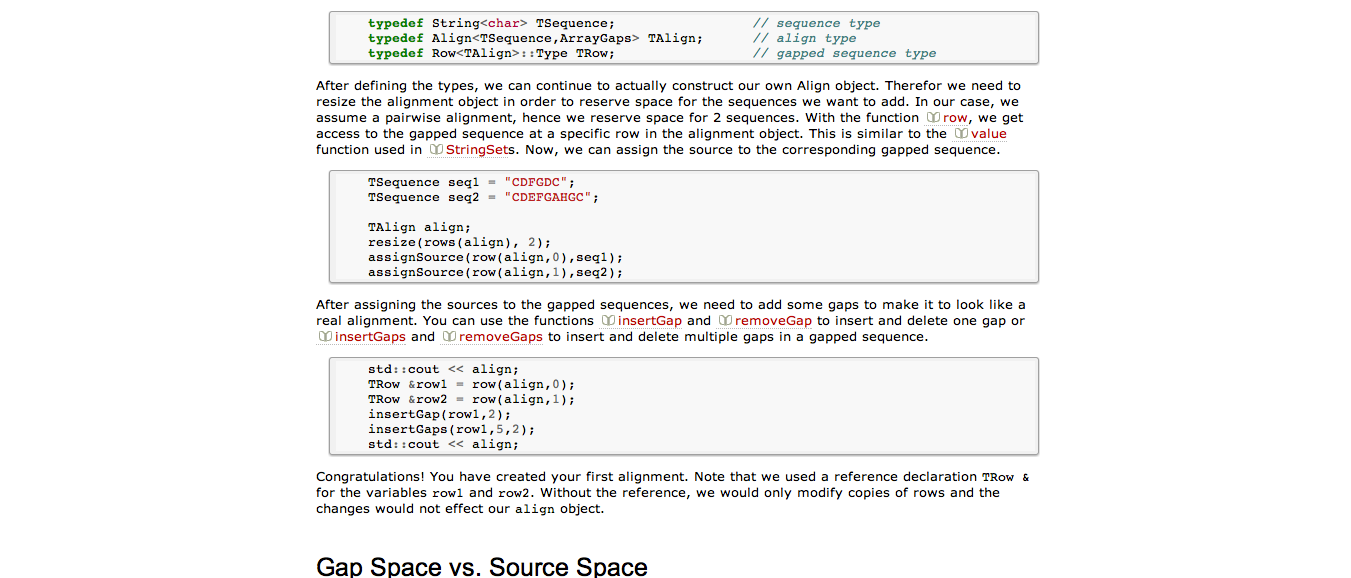 typedef String<char> TSequence;                 // sequence type
typedef Align<TSequence,ArrayGaps> TAlign;      // align type
typedef Row<TAlign>::Type TRow;                 // gapped sequence type
After defining the types, we can continue to actually construct our own Align object. Therefor we need to
resize the alignment object in order to reserve space for the sequences we want to add. In our case, we
assume a pairwise alignment, hence we reserve space for 2 sequences. With the function row, we get
access to the gapped sequence at a specific row in the alignment object. This is similar to the value
function used in StringSets. Now, we can assign the source to the corresponding gapped sequence.
TSequence seq1 = "CDFGDC";
TSequence seq2 = "CDEFGAHGC";
TAlign align;
resize(rows(align), 2);
assignSource(row(align,0),seq1);
assignSource(row(align,1),seq2);
After assigning the sources to the gapped sequences, we need to add some gaps to make it to look like a
real alignment. You can use the functions insertGap and removeGap to insert and delete one gap or
insertGaps and removeGaps to insert and delete multiple gaps in a gapped sequence.
std::cout << align;
TRow &row1 = row(align,0);
TRow &row2 = row(align,1);
insertGap(row1,2);
insertGaps(row1,5,2);
std::cout << align;
Congratulations! You have created your first alignment. Note that we used a reference declaration TRow &
for the variables row1 and row2. Without the reference, we would only modify copies of rows and the
changes would not effect our align object.
Gap Space vs. Source Space